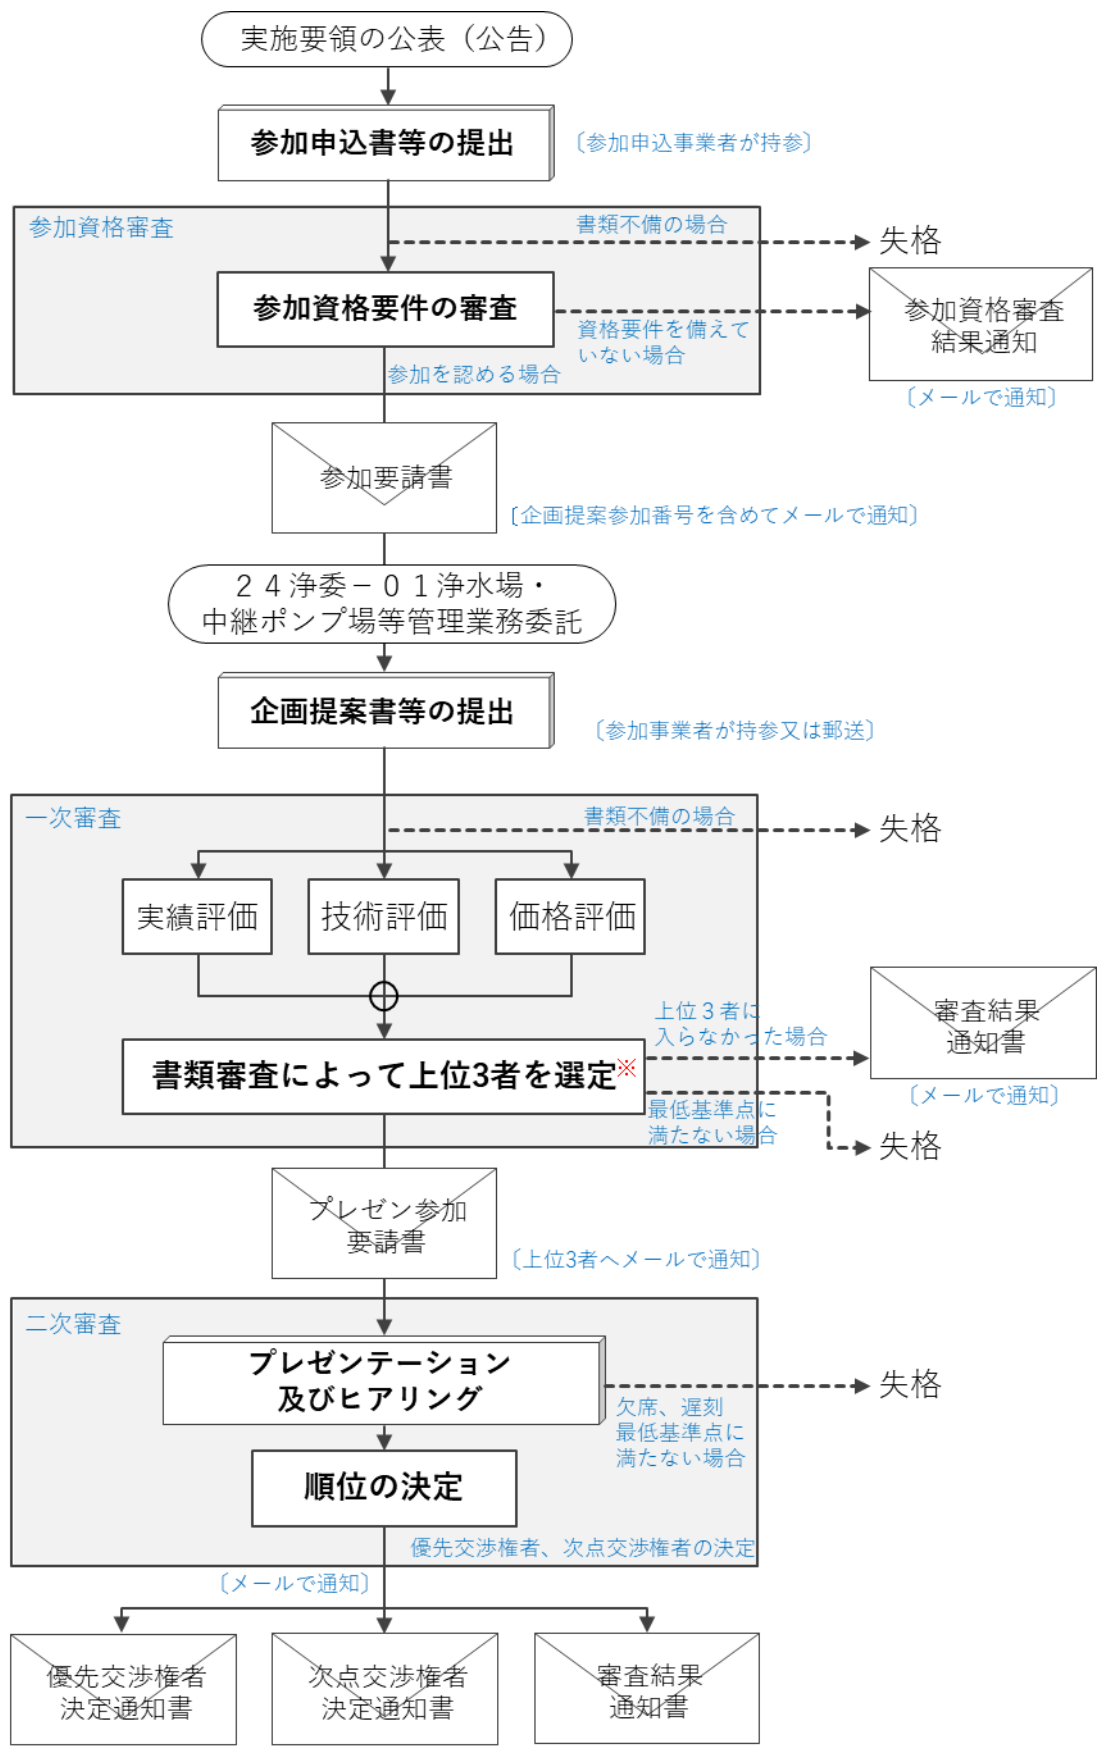 実施要領の公表（公告）
参加申込書等の提出
〔参加申込事業者が持参〕
参加資格審査
書類不備の場合
失格
参加資格要件の審査
資格要件を備えて
いない場合
参加資格審査
結果通知
〔メールで通知〕
参加を認める場合
参加要請書
〔企画提案参加番号を含めてメールで通知〕
２４浄委－０１浄水場・
中継ポンプ場等管理業務委託
企画提案書等の提出
〔参加事業者が持参又は郵送〕
一次審査
書類不備の場合
失格
実績評価
技術評価
価格評価
上位３者に
入らなかった場合
審査結果
通知書
〔メールで通知〕
書類審査によって上位3者を選定※
最低基準点に
満たない場合
失格
プレゼン参加
要請書
〔上位3者へメールで通知〕
二次審査
プレゼンテーション
及びヒアリング
失格
欠席、遅刻
最低基準点に
満たない場合
順位の決定
優先交渉権者、次点交渉権者の決定
〔メールで通知〕
優先交渉権者
決定通知書
次点交渉権者
決定通知書
審査結果
通知書